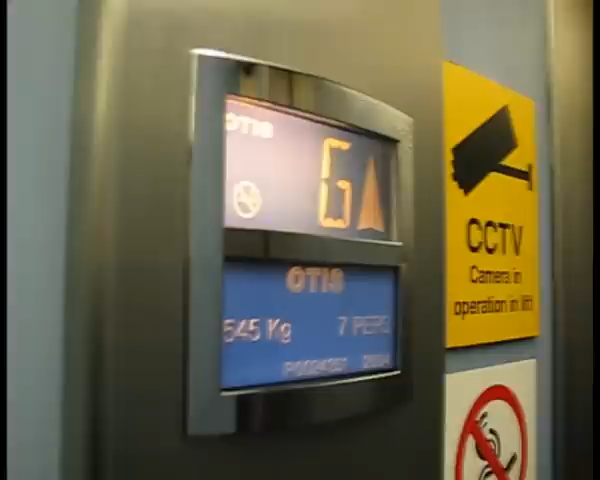 OTIS
G
OTIS
545 Kg 7 PERS
CCTV
Camera in
operation in lift